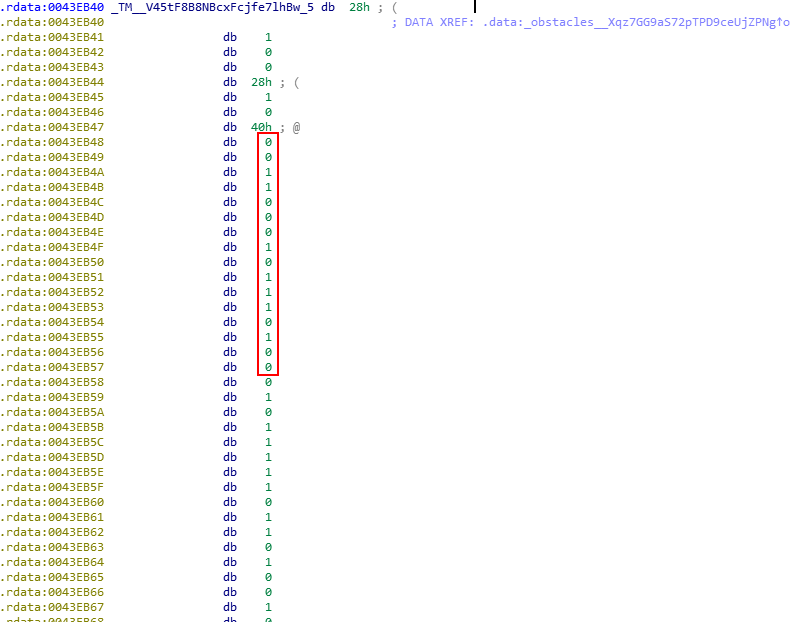 .rdata:0043EB40 _TM__V45tF8B8NBcxFcjfe7lhBw_5 db 28h ; (
.rdata:0043EB40 ; DATA XREF: .data:_obstacles__Xqz7GG9aS72pTPD9ceUjZPNg↑o
.rdata:0043EB41 db 1
.rdata:0043EB42 db 0
.rdata:0043EB43 db 0
.rdata:0043EB44 db 28h ; (
.rdata:0043EB45 db 1
.rdata:0043EB46 db 0
.rdata:0043EB47 db 40h ; @
.rdata:0043EB48 db 0
.rdata:0043EB49 db 0
.rdata:0043EB4A db 1
.rdata:0043EB4B db 1
.rdata:0043EB4C db 0
.rdata:0043EB4D db 0
.rdata:0043EB4E db 0
.rdata:0043EB4F db 1
.rdata:0043EB50 db 0
.rdata:0043EB51 db 1
.rdata:0043EB52 db 1
.rdata:0043EB53 db 1
.rdata:0043EB54 db 0
.rdata:0043EB55 db 1
.rdata:0043EB56 db 0
.rdata:0043EB57 db 0
.rdata:0043EB58 db 0
.rdata:0043EB59 db 1
.rdata:0043EB5A db 0
.rdata:0043EB5B db 1
.rdata:0043EB5C db 1
.rdata:0043EB5D db 1
.rdata:0043EB5E db 1
.rdata:0043EB5F db 1
.rdata:0043EB60 db 0
.rdata:0043EB61 db 1
.rdata:0043EB62 db 1
.rdata:0043EB63 db 0
.rdata:0043EB64 db 1
.rdata:0043EB65 db 0
.rdata:0043EB66 db 0
.rdata:0043EB67 db 1
.rdata:0043EB68 db 0